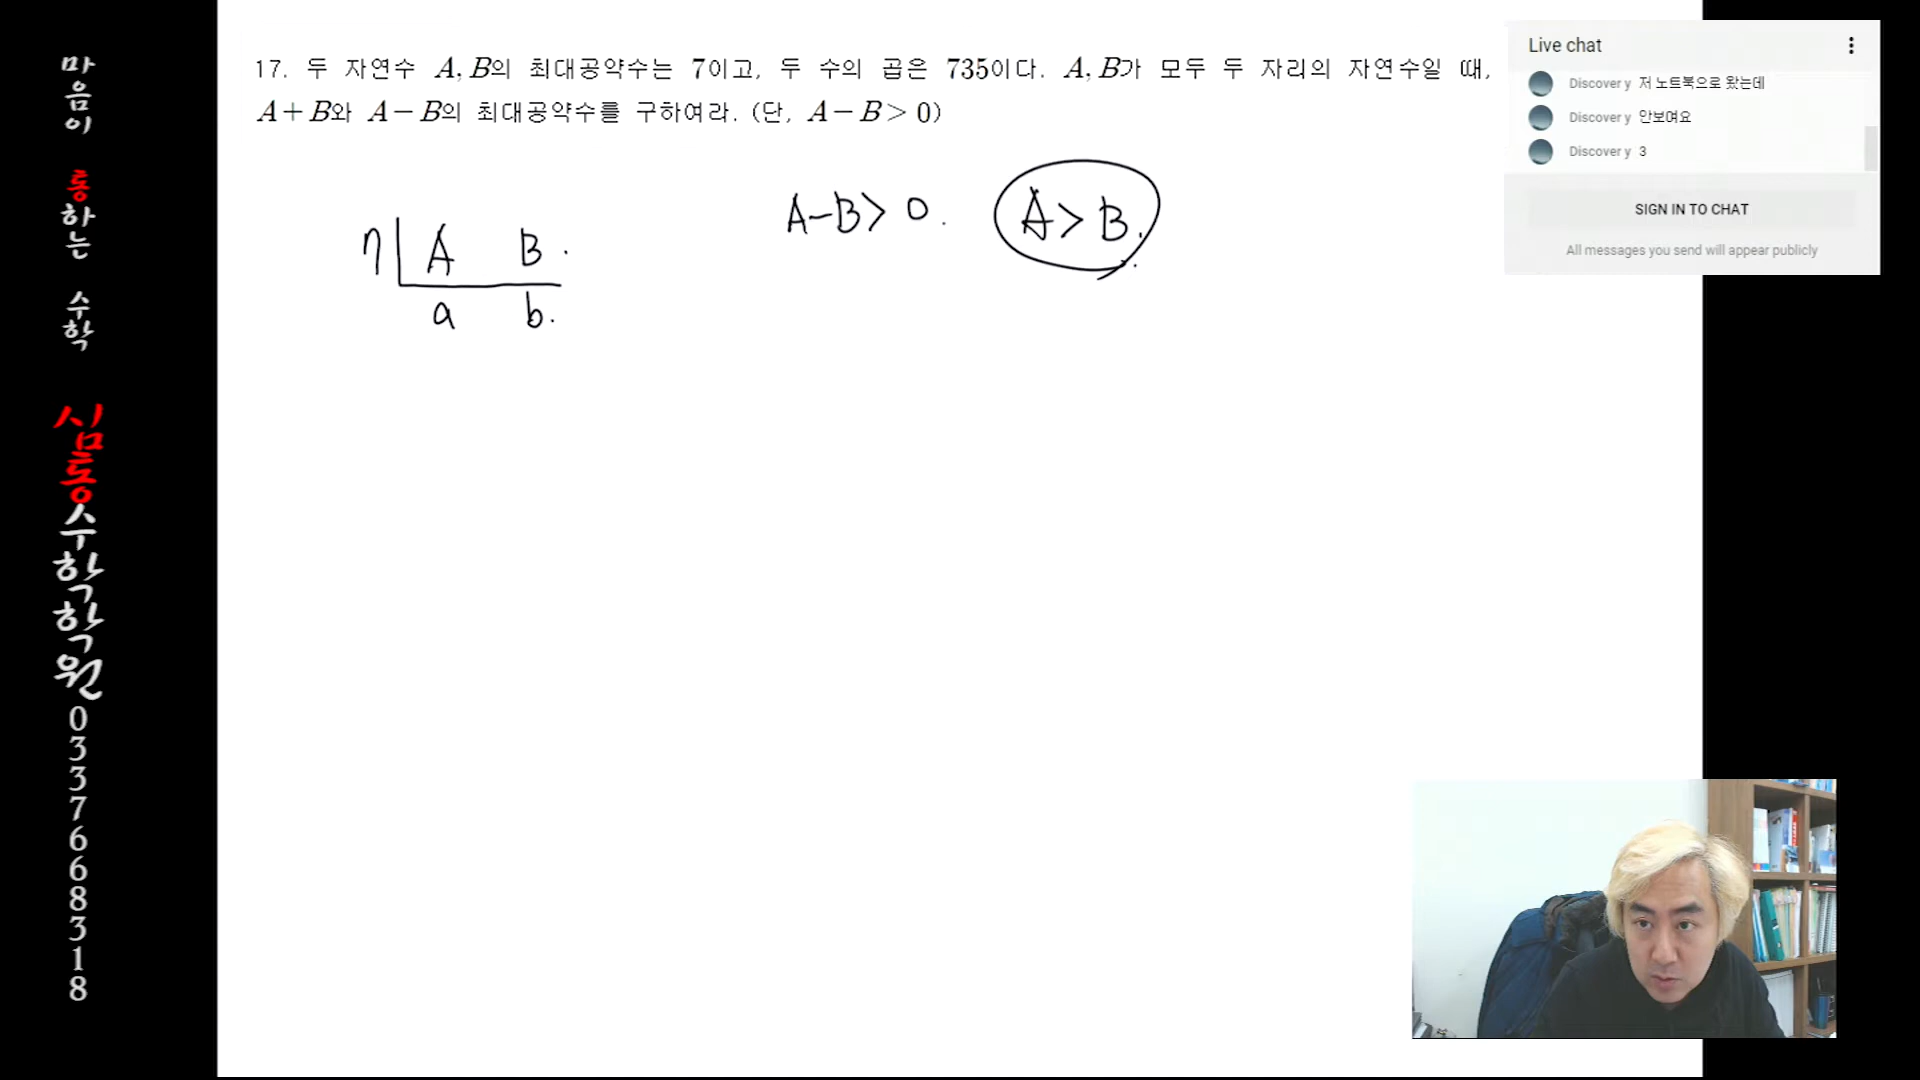 마음이 통하는 수학 심통수학학원 0337668318
17. 두 자연수 A, B의 최대공약수는 7이고, 두 수의 곱은 735이다. A, B가 모두 두 자리의 자연수일 때,
A+B와 A-B의 최대공약수를 구하여라. (단, A-B>0)
A-B>0. A>B.
7 A B.
a b.
Live chat
Discover y 저 노트북으로 왔는데
Discover y 안보여요
Discover y 3
SIGN IN TO CHAT
All messages you send will appear publicly